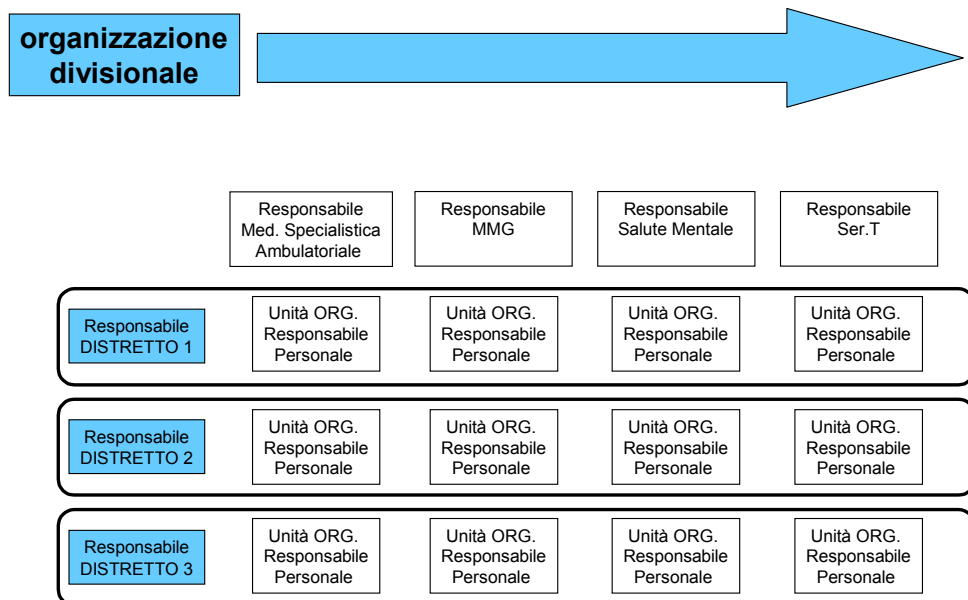 organizzazione
divisionale
Responsabile
Med. Specialistica
Ambulatoriale
Responsabile
MMG
Responsabile
Salute Mentale
Responsabile
Ser.T
Responsabile
DISTRETTO 1
Unità ORG.
Responsabile
Personale
Unità ORG.
Responsabile
Personale
Unità ORG.
Responsabile
Personale
Unità ORG.
Responsabile
Personale
Responsabile
DISTRETTO 2
Unità ORG.
Responsabile
Personale
Unità ORG.
Responsabile
Personale
Unità ORG.
Responsabile
Personale
Unità ORG.
Responsabile
Personale
Responsabile
DISTRETTO 3
Unità ORG.
Responsabile
Personale
Unità ORG.
Responsabile
Personale
Unità ORG.
Responsabile
Personale
Unità ORG.
Responsabile
Personale